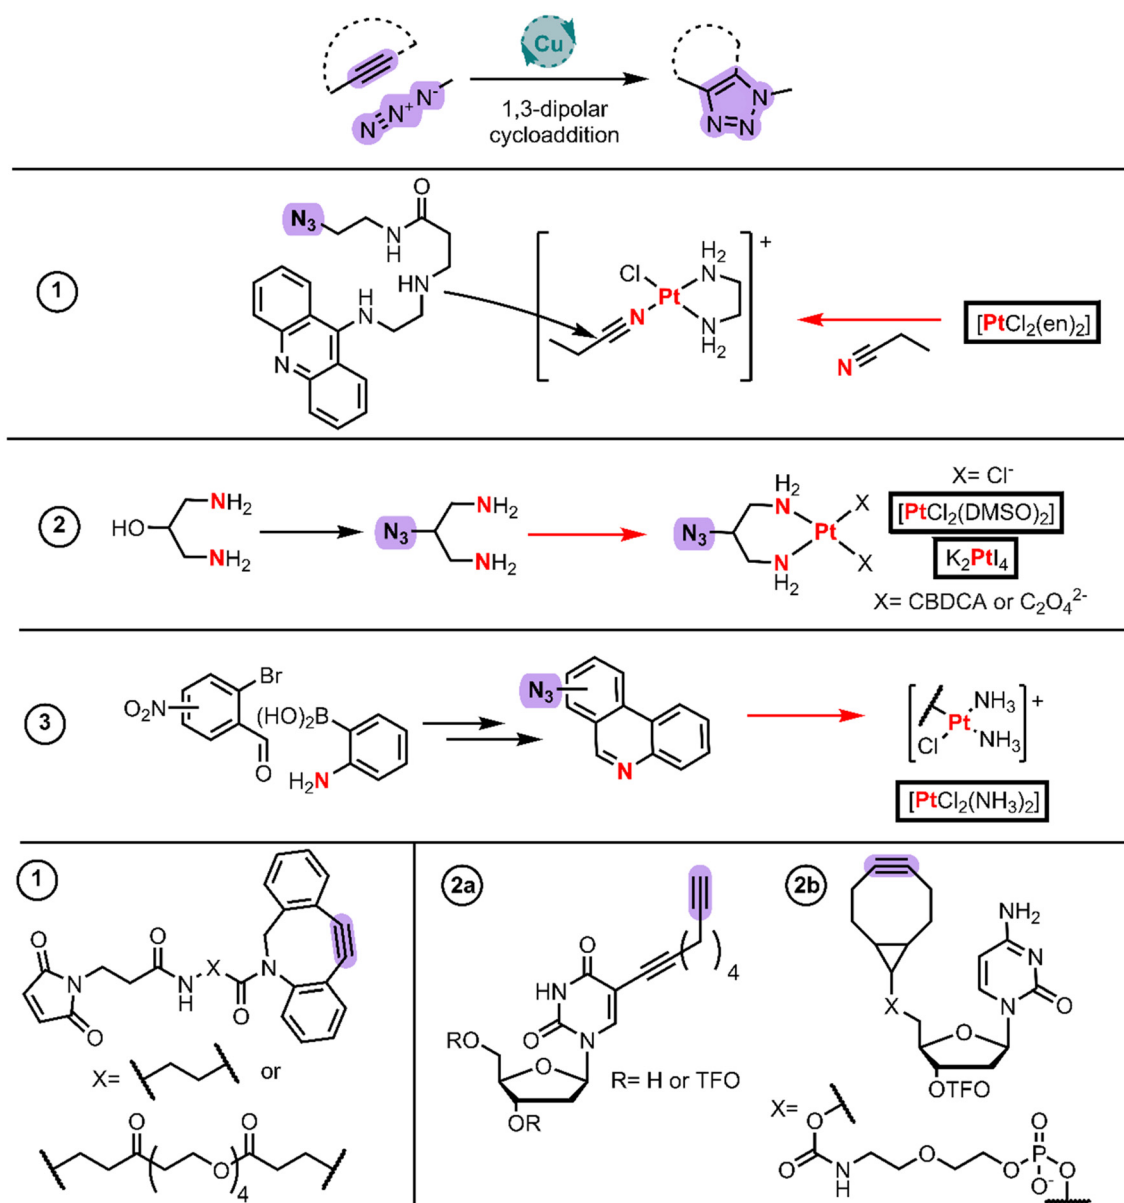 Cu
N≡N⁺ N⁻
1,3-dipolar
cycloaddition
N
N=N
1
N₃
O
N
H
HN
H
N
N
Cl
H₂
N
Pt
N
N
H₂
+
[PtCl₂(en)₂]
N
2
NH₂
HO
NH₂
N₃
NH₂
NH₂
N₃
H₂
N
X
Pt
N
X
H₂
X= Cl⁻
[PtCl₂(DMSO)₂]
K₂PtI₄
X= CBDCA or C₂O₄²⁻
3
O₂N
Br
O
(HO)₂B
H₂N
N₃
N
NH₃
+
Pt
Cl
NH₃
[PtCl₂(NH₃)₂]
1
O
N
O
O
N
H
X
O
N
X=
or
O
O
O
4
2a
4
O
HN
O
N
RO
O
OR
R= H or TFO
2b
NH₂
N
N
O
X
O
OTFO
X=
O
O
N
H
O
O
O
P
O⁻
O